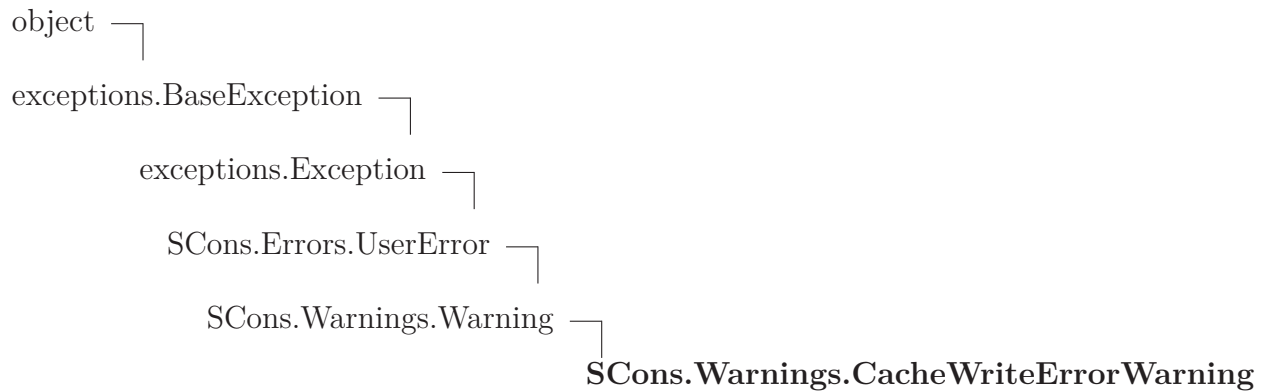 object
exceptions.BaseException
exceptions.Exception
SCons.Errors.UserError
SCons.Warnings.Warning
SCons.Warnings.CacheWriteErrorWarning